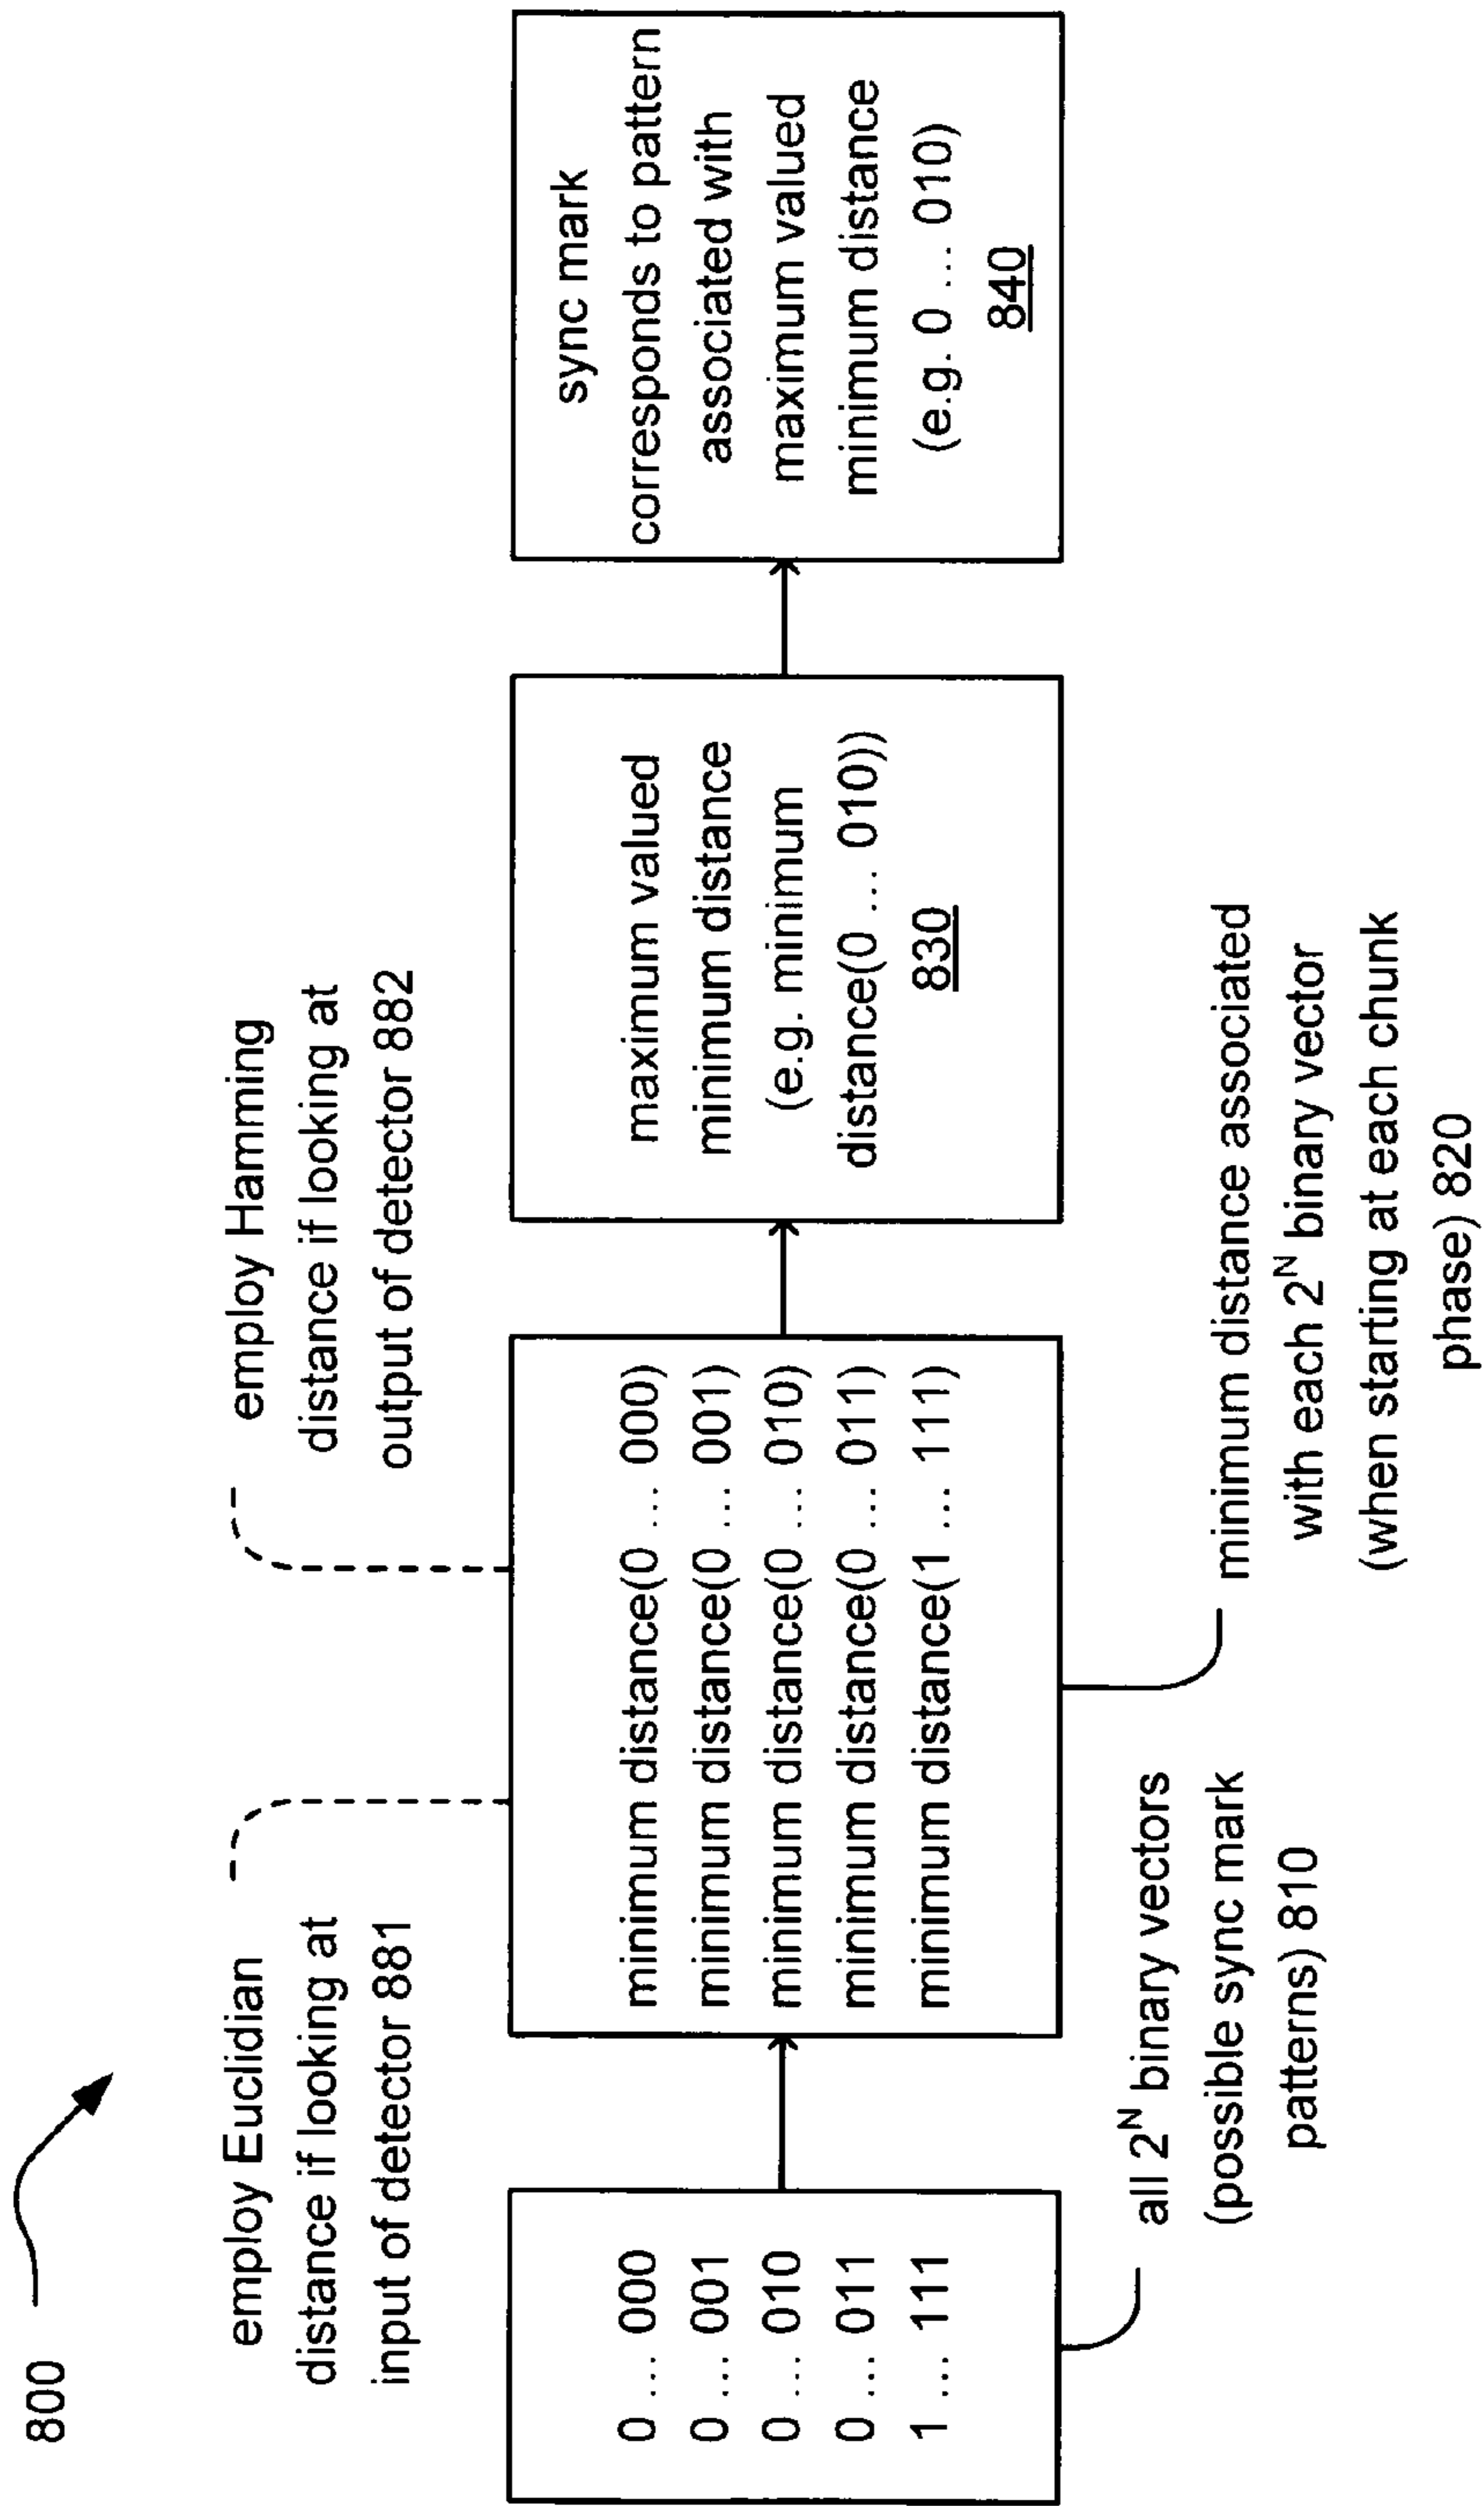 800
employ Euclidian
distance if looking at
input of detector 881
employ Hamming
distance if looking at
output of detector 882
0 ... 000
0 ... 001
0 ... 010
0 ... 011
1 ... 111
all 2^N binary vectors
(possible sync mark
patterns) 810
minimum distance(0 ... 000)
minimum distance(0 ... 001)
minimum distance(0 ... 010)
minimum distance(0 ... 011)
minimum distance(1 ... 111)
minimum distance associated
with each 2^N binary vector
(when starting at each chunk
phase) 820
maximum valued
minimum distance
(e.g. minimum
distance(0 ... 010))
830
sync mark
corresponds to pattern
associated with
maximum valued
minimum distance
(e.g. 0 ... 010)
840